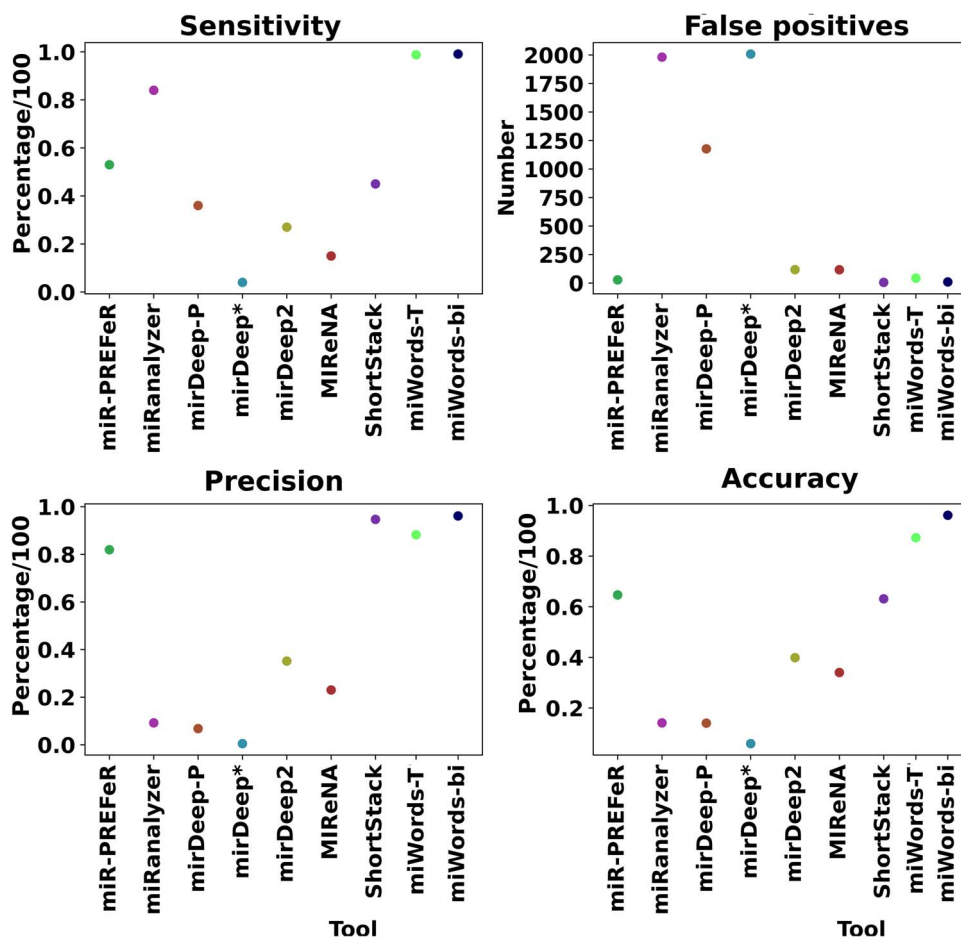 Sensitivity
Percentage/100
1.0
0.8
0.6
0.4
0.2
0.0
miR-PREFeR
miRanalyzer
mirDeep-P
mirDeep*
mirDeep2
MIReNA
ShortStack
miWords-T
miWords-bi
False positives
Number
2000
1750
1500
1250
1000
750
500
250
0
miR-PREFeR
miRanalyzer
mirDeep-P
mirDeep*
mirDeep2
MIReNA
ShortStack
miWords-T
miWords-bi
Precision
Percentage/100
1.0
0.8
0.6
0.4
0.2
0.0
miR-PREFeR
miRanalyzer
mirDeep-P
mirDeep*
mirDeep2
MIReNA
ShortStack
miWords-T
miWords-bi
Tool
Accuracy
Percentage/100
1.0
0.8
0.6
0.4
0.2
miR-PREFeR
miRanalyzer
mirDeep-P
mirDeep*
mirDeep2
MIReNA
ShortStack
miWords-T
miWords-bi
Tool